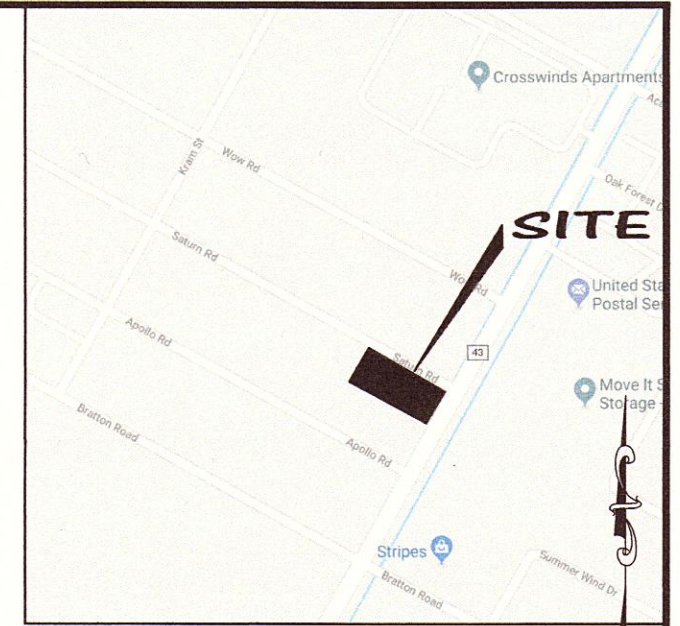 Crosswinds Apartments
Kram St
Wow Rd
Oak Forest
SITE
Saturn Rd
Wow Rd
United Sta
Postal Ser
43
Apollo Rd
Saturn Rd
Move It S
Storage -
Bratton Road
Apollo Rd
Stripes
Summer Wind Dr
Bratton Road